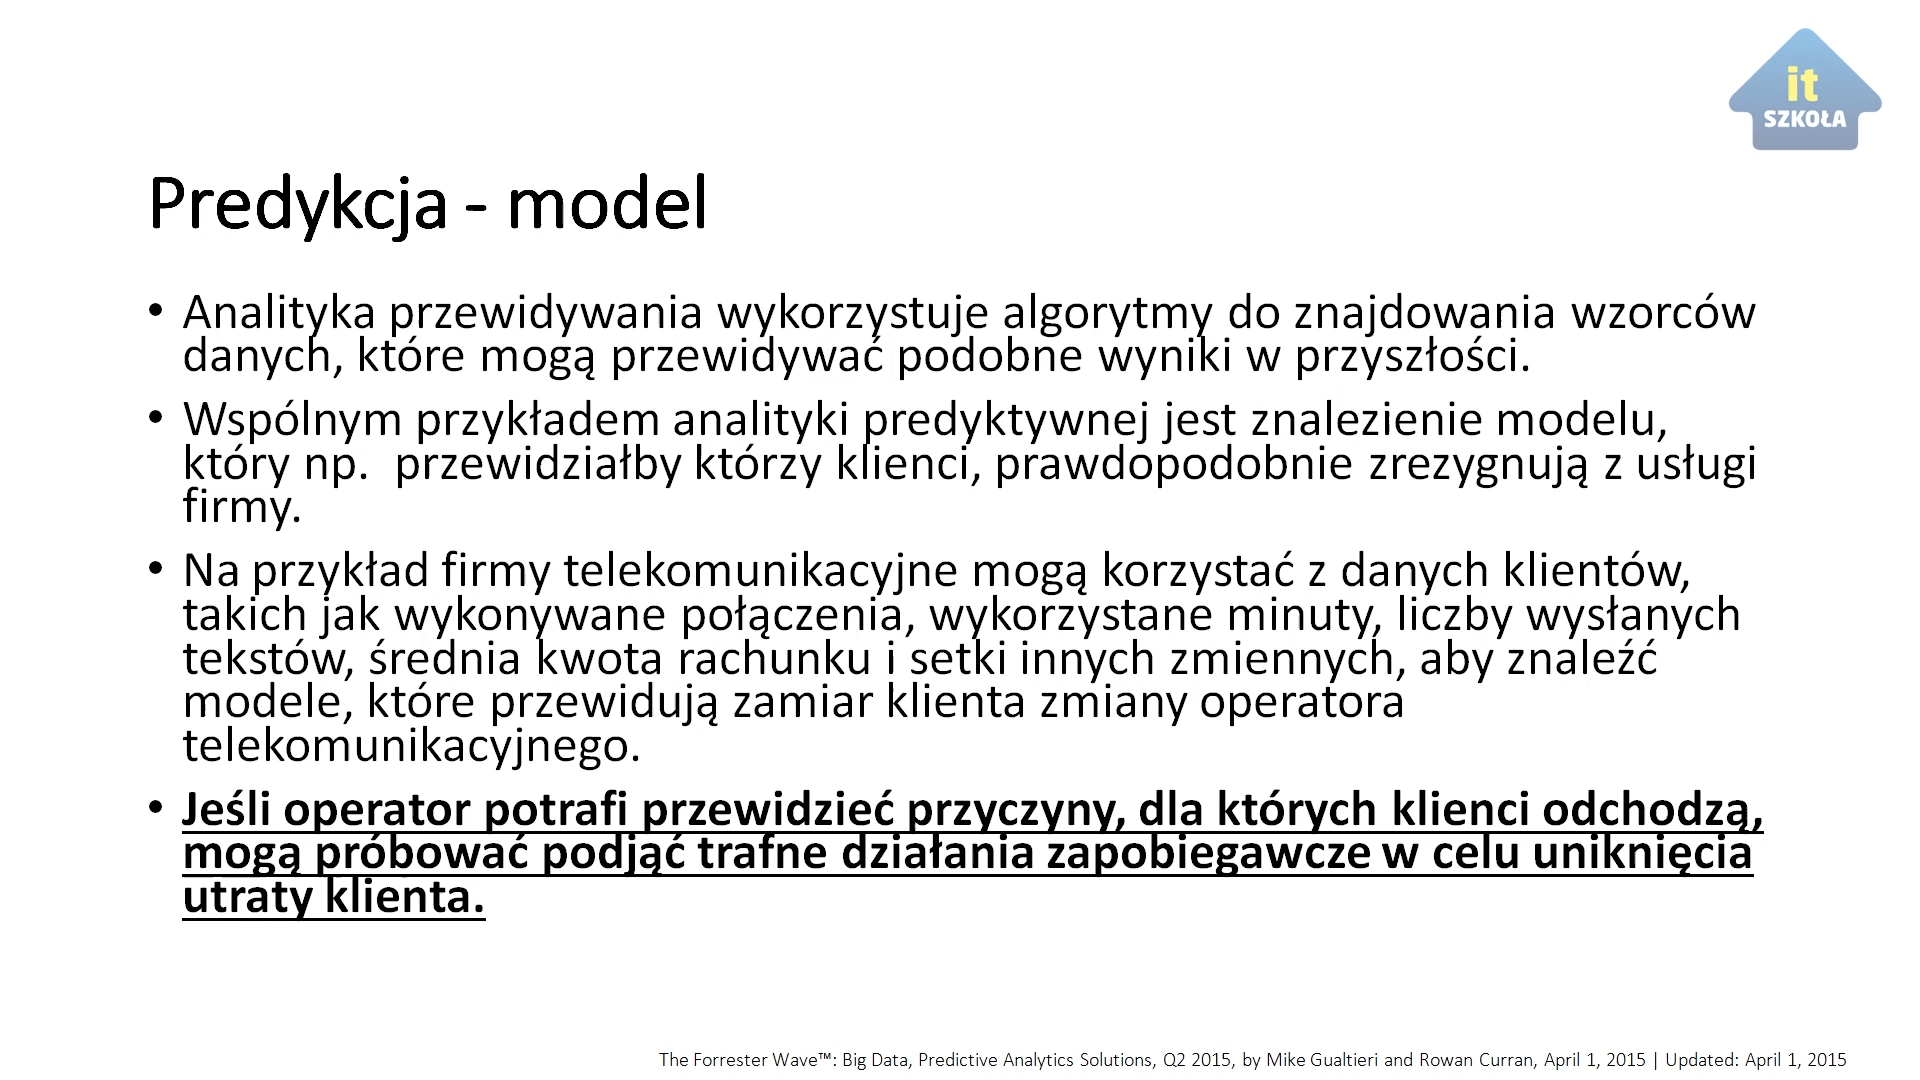 it
SZKOŁA
Predykcja - model
• Analityka przewidywania wykorzystuje algorytmy do znajdowania wzorców
danych, które mogą przewidywać podobne wyniki w przyszłości.
• Wspólnym przykładem analityki predyktywnej jest znalezienie modelu,
który np.  przewidziałby którzy klienci, prawdopodobnie zrezygnują z usługi
firmy.
• Na przykład firmy telekomunikacyjne mogą korzystać z danych klientów,
takich jak wykonywane połączenia, wykorzystane minuty, liczby wysłanych
tekstów, średnia kwota rachunku i setki innych zmiennych, aby znaleźć
modele, które przewidują zamiar klienta zmiany operatora
telekomunikacyjnego.
• Jeśli operator potrafi przewidzieć przyczyny, dla których klienci odchodzą,
mogą próbować podjąć trafne działania zapobiegawcze w celu uniknięcia
utraty klienta.
The Forrester Wave™: Big Data, Predictive Analytics Solutions, Q2 2015, by Mike Gualtieri and Rowan Curran, April 1, 2015 | Updated: April 1, 2015